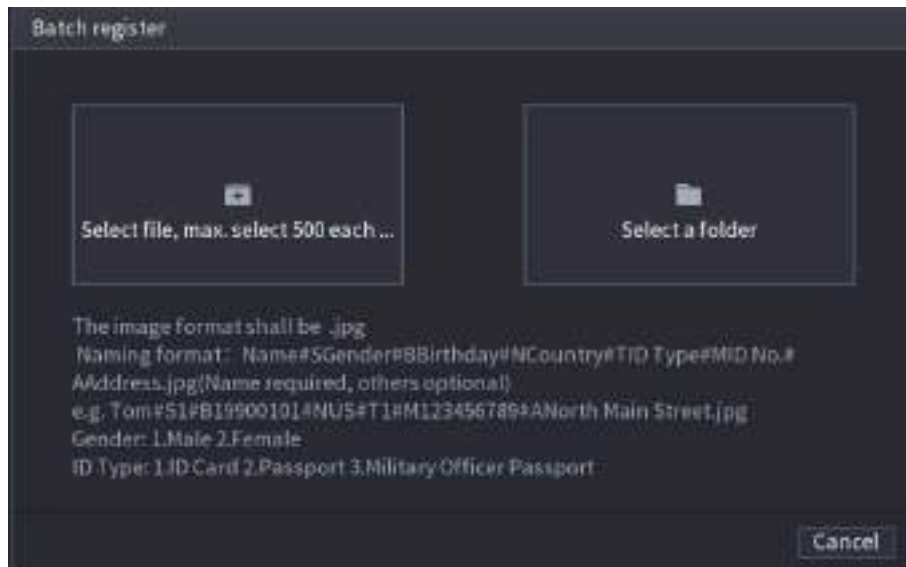 Batch register
Select file, max. select 500 each ...
Select a folder
The image format shall be .jpg
Naming format: Name#SGender#BBirthday#NCountry#TID Type#MID No.#
AAddress.jpg(Name required, others optional)
e.g. Tom#S1#B19900101#NUS#T1#M123456789#ANorth Main Street.jpg
Gender: 1.Male 2.Female
ID Type: 1.ID Card 2.Passport 3.Military Officer Passport
Cancel